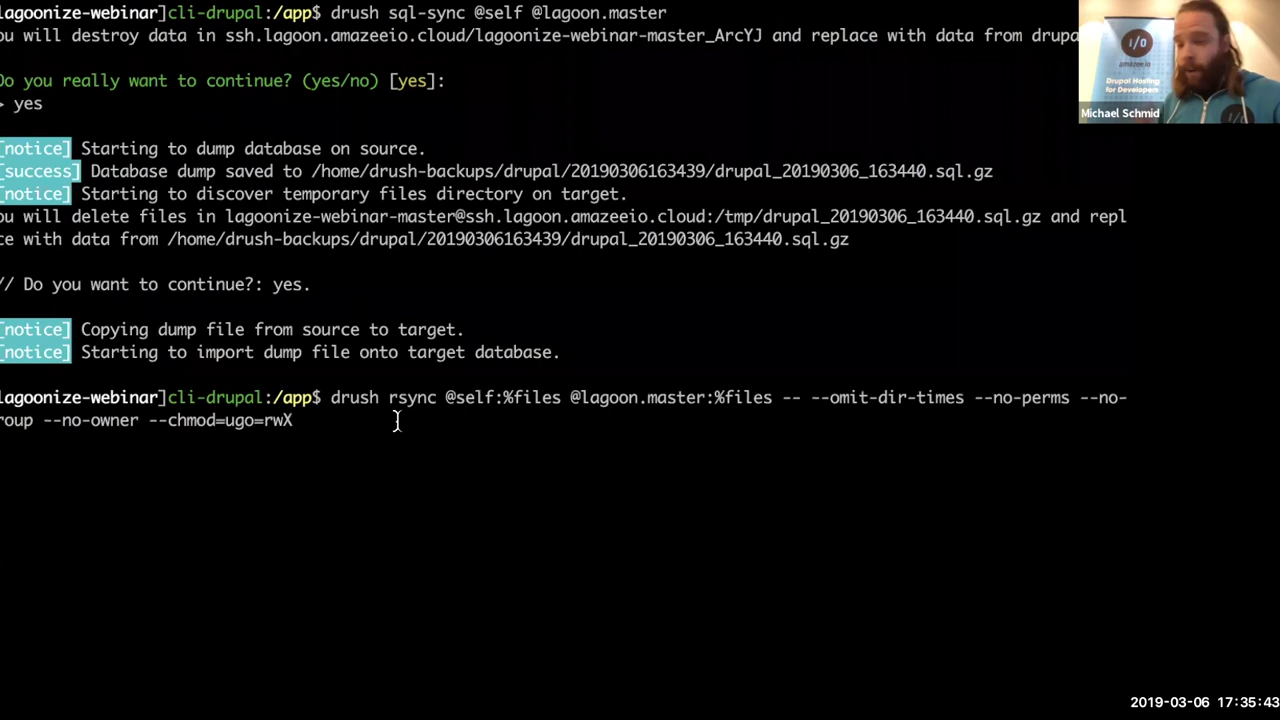 lagoonize-webinar]cli-drupal:/app$ drush sql-sync @self @lagoon.master
ou will destroy data in ssh.lagoon.amazeeio.cloud/lagoonize-webinar-master_ArcYJ and replace with data from drupa
Do you really want to continue? (yes/no) [yes]:
> yes
[notice] Starting to dump database on source.
[success] Database dump saved to /home/drush-backups/drupal/20190306163439/drupal_20190306_163440.sql.gz
[notice] Starting to discover temporary files directory on target.
ou will delete files in lagoonize-webinar-master@ssh.lagoon.amazeeio.cloud:/tmp/drupal_20190306_163440.sql.gz and repl
ce with data from /home/drush-backups/drupal/20190306163439/drupal_20190306_163440.sql.gz
// Do you want to continue?: yes.
[notice] Copying dump file from source to target.
[notice] Starting to import dump file onto target database.
lagoonize-webinar]cli-drupal:/app$ drush rsync @self:%files @lagoon.master:%files -- --omit-dir-times --no-perms --no-
roup --no-owner --chmod=ugo=rwX
I/O
amazee.io
Drupal Hosting
for Developers
I/O
Michael Schmid
2019-03-06 17:35:43